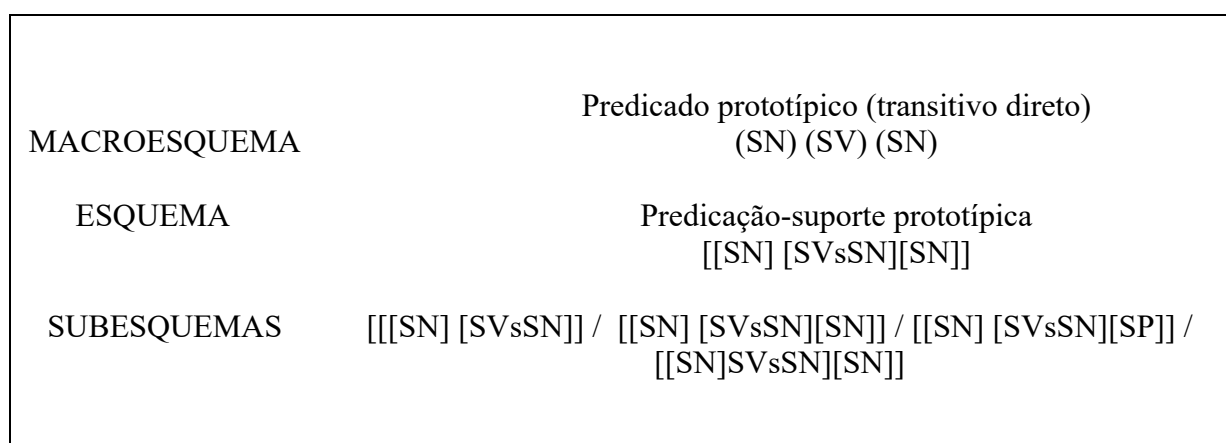 Predicado prototípico (transitivo direto)
MACROESQUEMA (SN) (SV) (SN)
ESQUEMA Predicação-suporte prototípica
[[SN] [SVsSN][SN]]
SUBESQUEMAS [[[SN] [SVsSN]] / [[SN] [SVsSN][SN]] / [[SN] [SVsSN][SP]] /
[[SN]SVsSN][SN]]